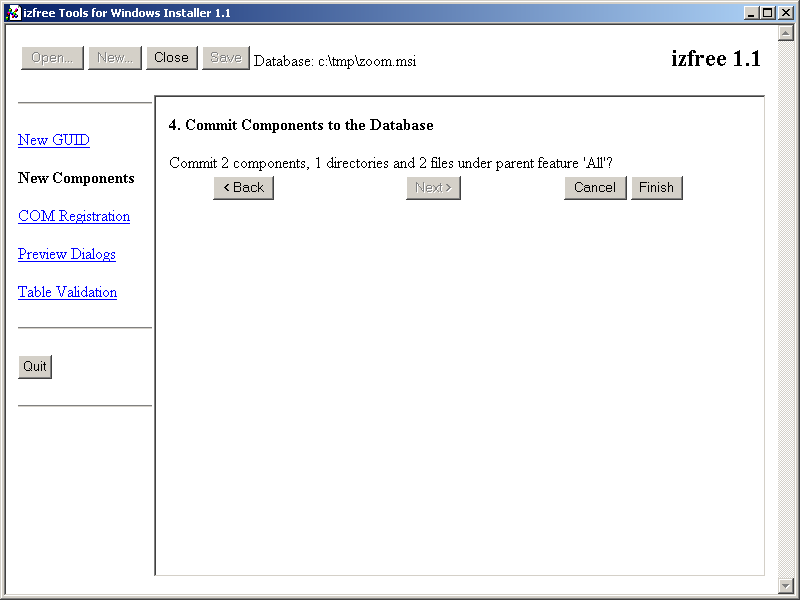 izfree Tools for Windows Installer 1.1
Open... New... Close Save Database: c:\tmp\zoom.msi izfree 1.1
New GUID
New Components
COM Registration
Preview Dialogs
Table Validation
Quit
4. Commit Components to the Database
Commit 2 components, 1 directories and 2 files under parent feature 'All'?
< Back Next > Cancel Finish